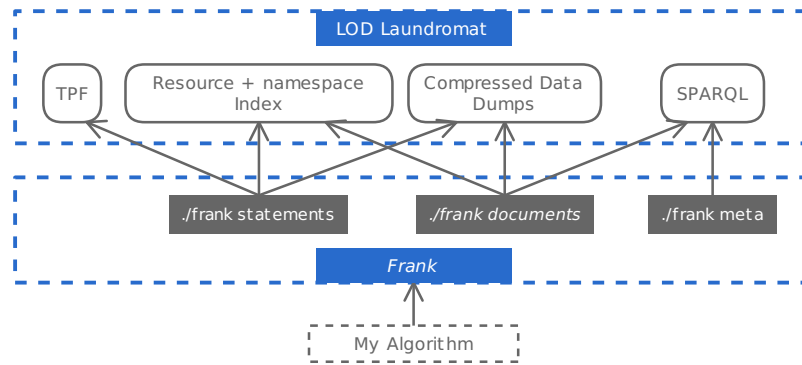 LOD Laundromat
TPF
Resource + namespace
Index
Compressed Data
Dumps
SPARQL
./frank statements
./frank documents
./frank meta
Frank
My Algorithm